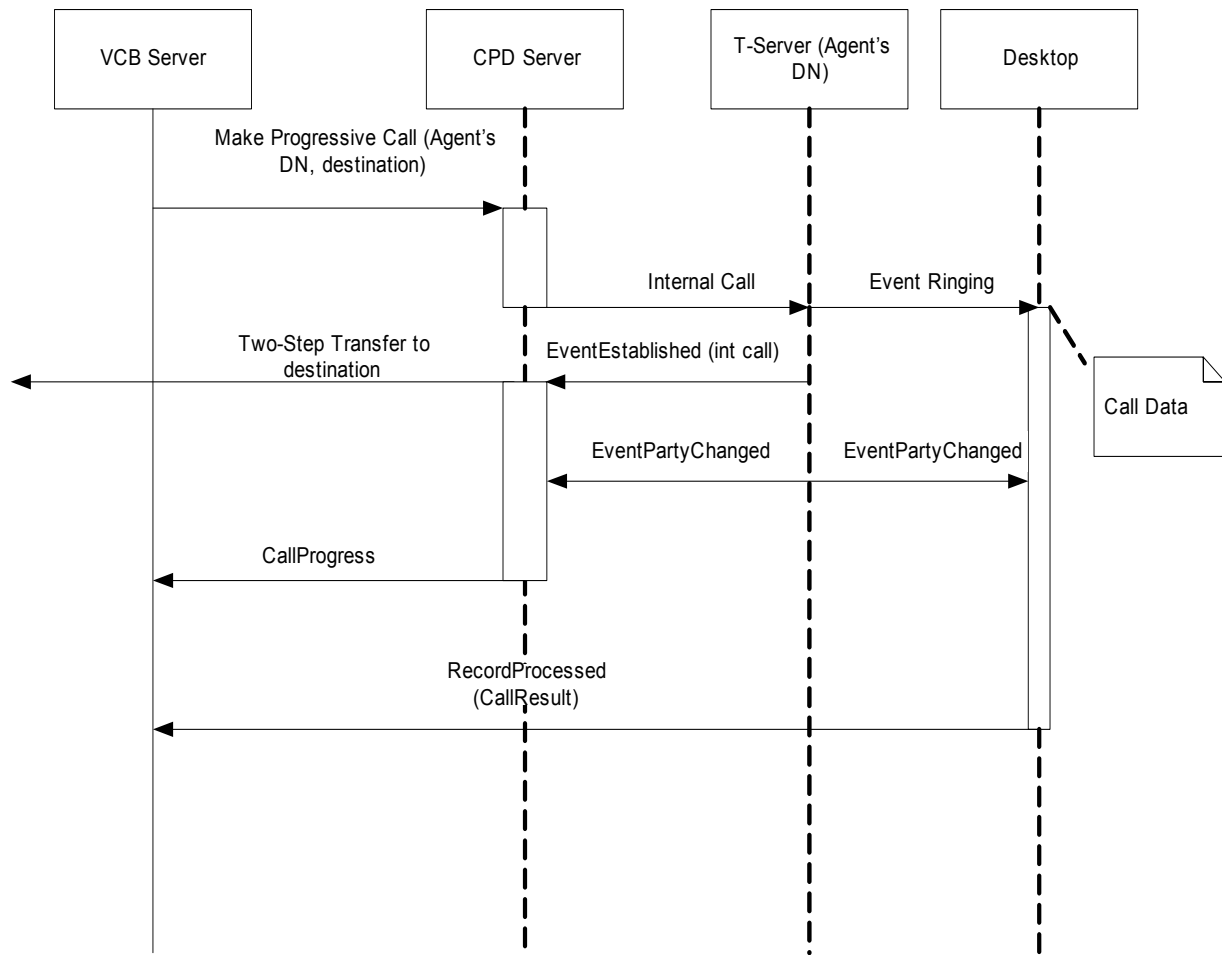 VCB Server
CPD Server
T-Server (Agent's
DN)
Desktop
Make Progressive Call (Agent's
DN, destination)
Internal Call
Event Ringing
Two-Step Transfer to
destination
EventEstablished (int call)
Call Data
EventPartyChanged
EventPartyChanged
CallProgress
RecordProcessed
(CallResult)